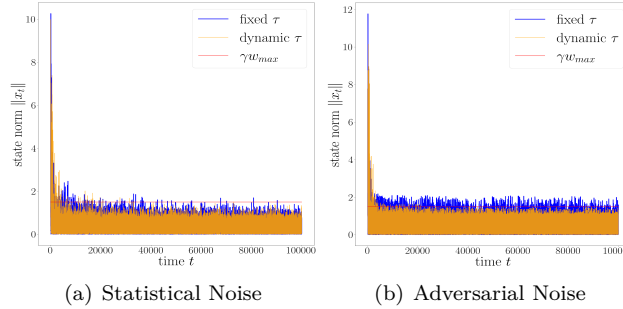 fixed τ
dynamic τ
γw_max
10
8
6
4
2
0
state norm ‖x_t‖
0
20000
40000
60000
80000
100000
time t
(a) Statistical Noise
fixed τ
dynamic τ
γw_max
12
10
8
6
4
2
0
state norm ‖x_t‖
0
20000
40000
60000
80000
10000
time t
(b) Adversarial Noise